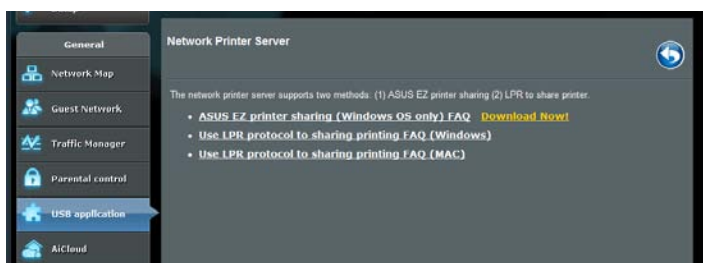 General
Network Map
Guest Network
Traffic Manager
Parental control
USB application
AiCloud
Network Printer Server
The network printer server supports two methods: (1) ASUS EZ printer sharing (2) LPR to share printer.
ASUS EZ printer sharing (Windows OS only) FAQ Download Now!
Use LPR protocol to sharing printing FAQ (Windows)
Use LPR protocol to sharing printing FAQ (MAC)